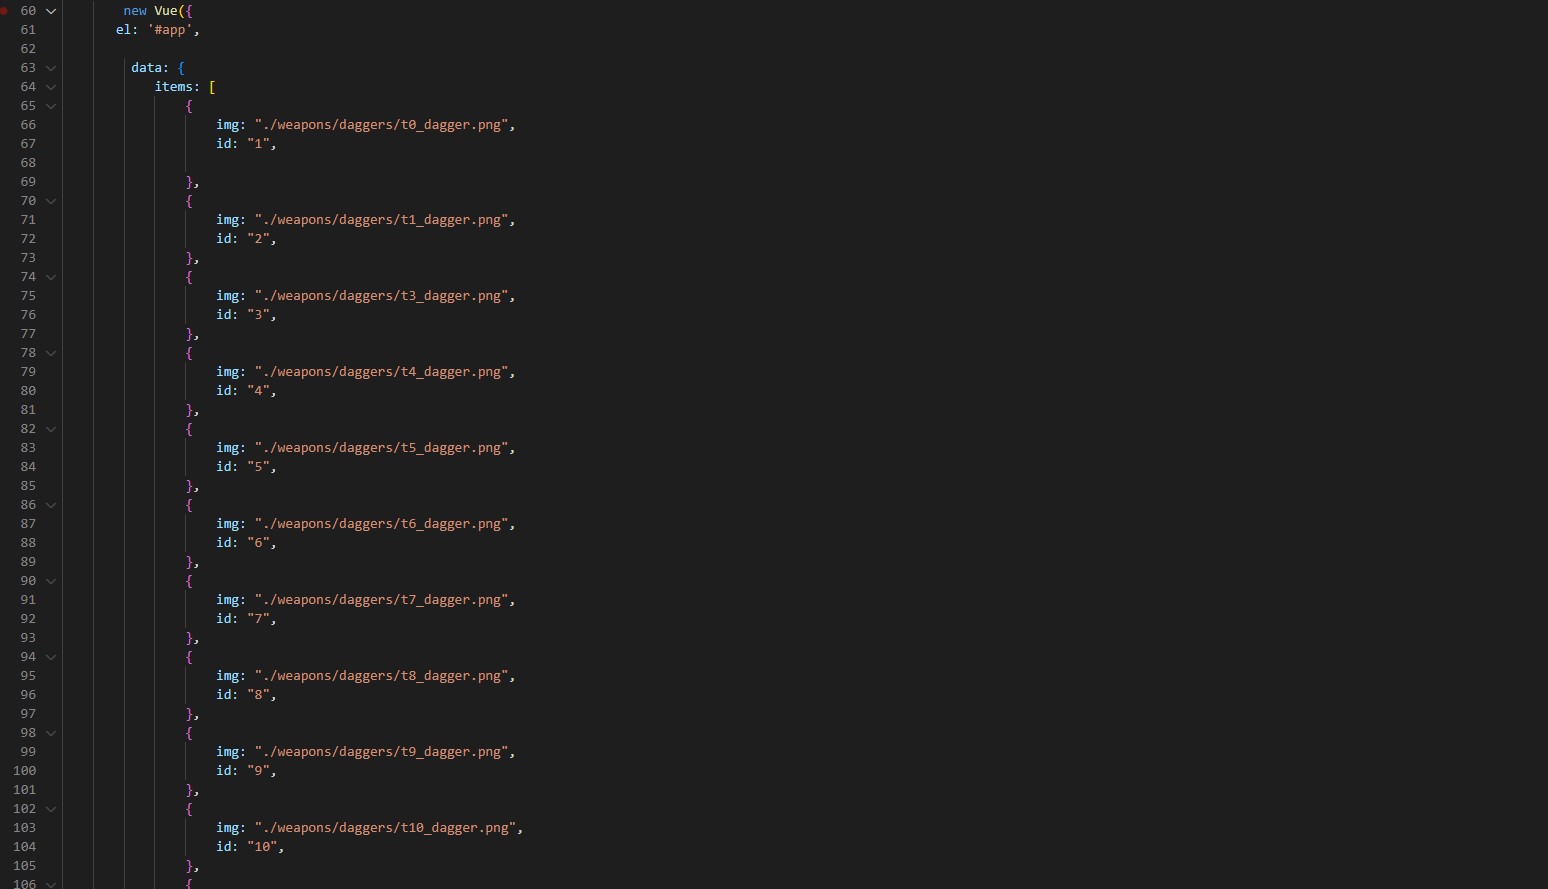 60 new Vue({
61 el: '#app',
62
63 data: {
64 items: [
65 {
66 img: "./weapons/daggers/t0_dagger.png",
67 id: "1",
68
69 },
70 {
71 img: "./weapons/daggers/t1_dagger.png",
72 id: "2",
73 },
74 {
75 img: "./weapons/daggers/t3_dagger.png",
76 id: "3",
77 },
78 {
79 img: "./weapons/daggers/t4_dagger.png",
80 id: "4",
81 },
82 {
83 img: "./weapons/daggers/t5_dagger.png",
84 id: "5",
85 },
86 {
87 img: "./weapons/daggers/t6_dagger.png",
88 id: "6",
89 },
90 {
91 img: "./weapons/daggers/t7_dagger.png",
92 id: "7",
93 },
94 {
95 img: "./weapons/daggers/t8_dagger.png",
96 id: "8",
97 },
98 {
99 img: "./weapons/daggers/t9_dagger.png",
100 id: "9",
101 },
102 {
103 img: "./weapons/daggers/t10_dagger.png",
104 id: "10",
105 },
106 {